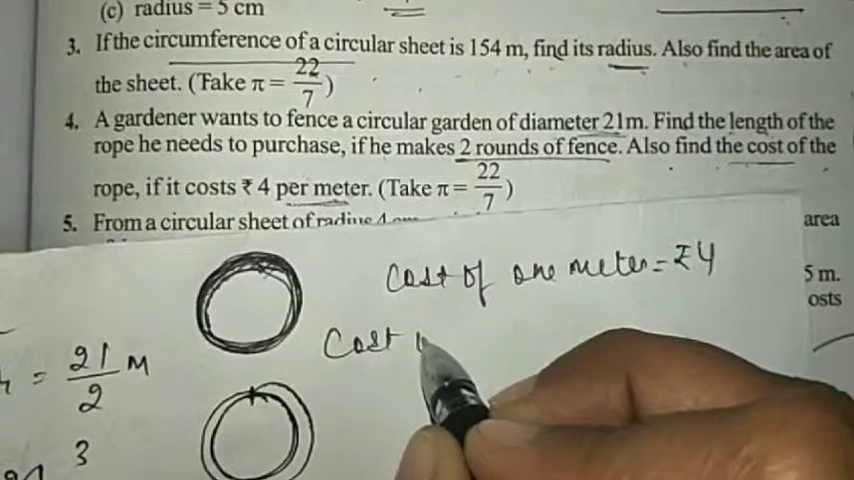 (c) radius = 5 cm
3. If the circumference of a circular sheet is 154 m, find its radius. Also find the area of
the sheet. (Take π = 22/7)
4. A gardener wants to fence a circular garden of diameter 21m. Find the length of the
rope he needs to purchase, if he makes 2 rounds of fence. Also find the cost of the
rope, if it costs ₹ 4 per meter. (Take π = 22/7)
5. From a circular sheet of radius 4 area
5 m.
osts
Cost of one meter = ₹4
Cost
= 21/2 m
3